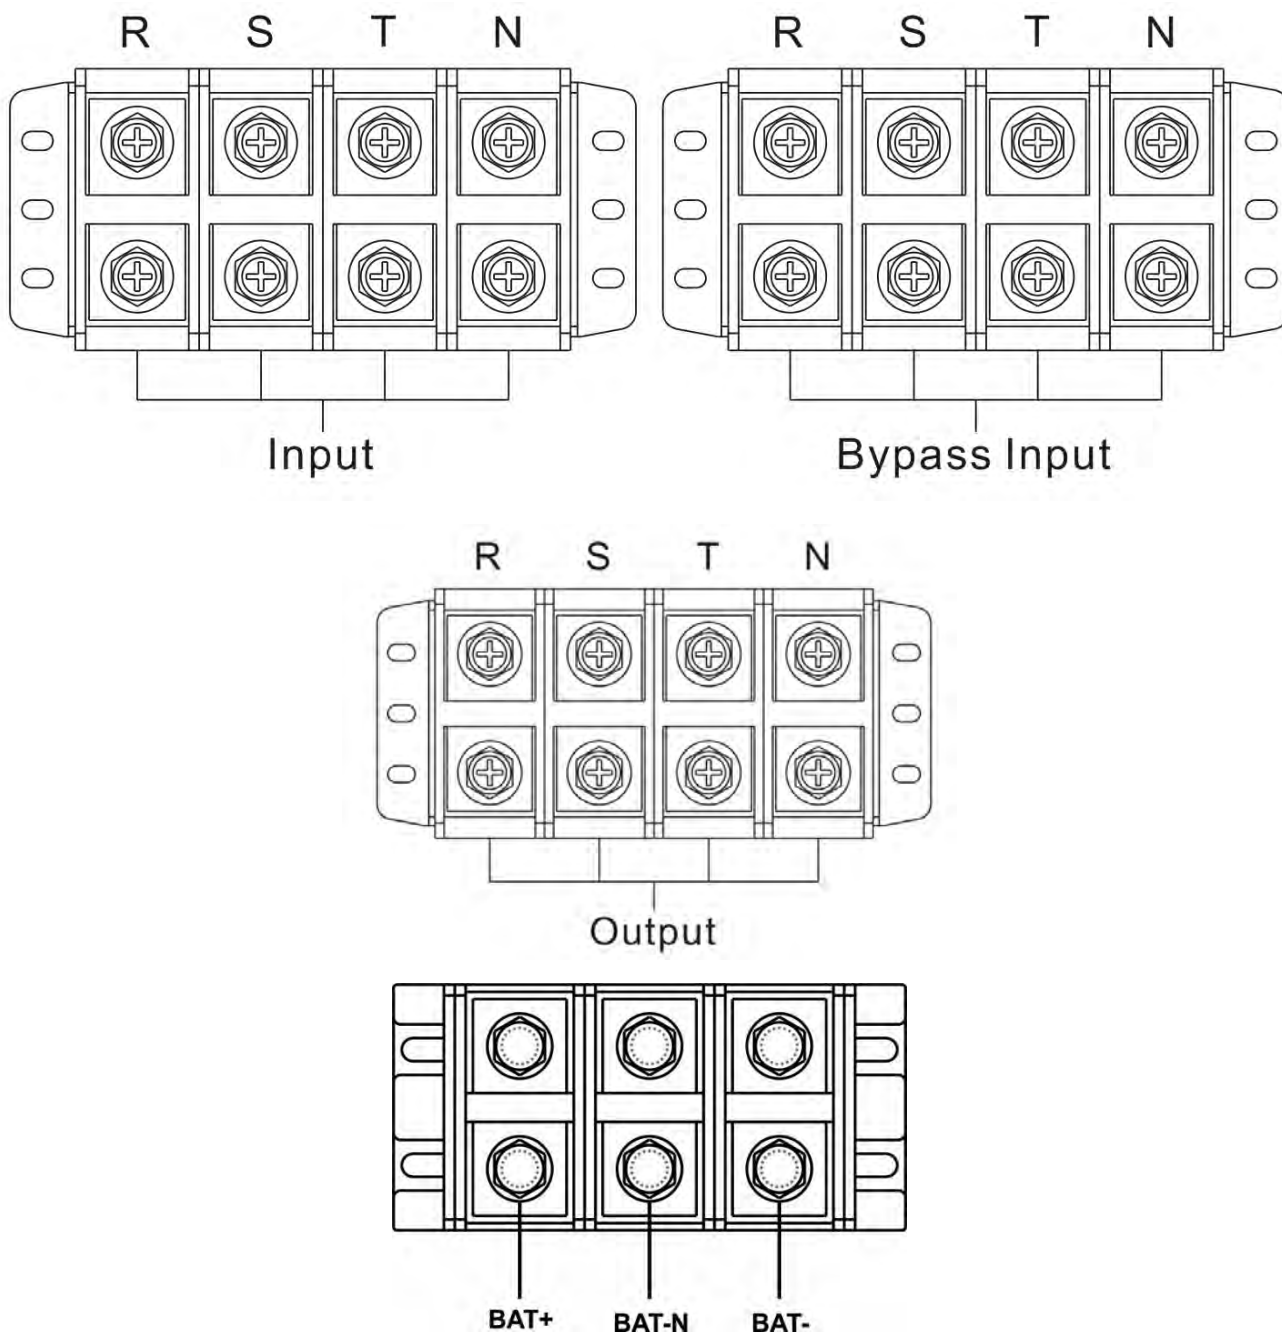 R S T N R S T N
Input Bypass Input
R S T N
Output
BAT+ BAT-N BAT-